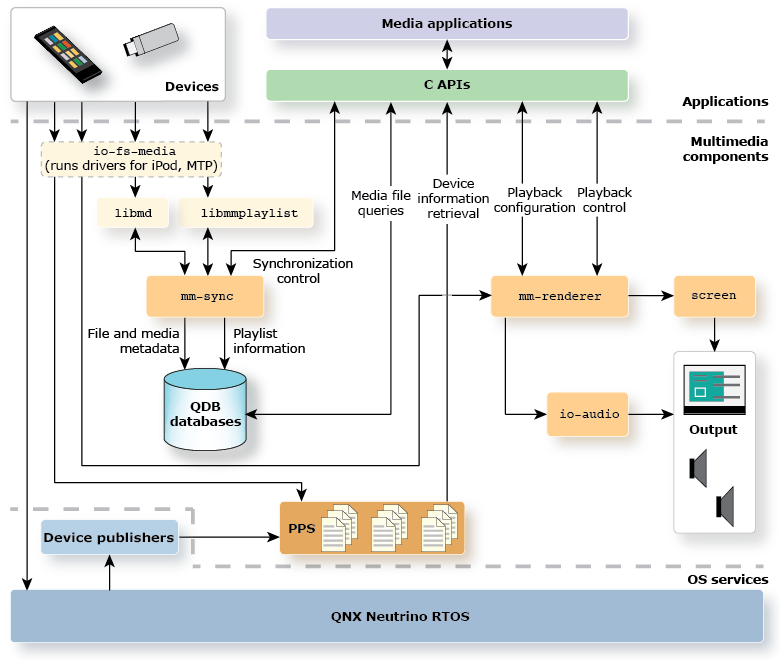 Media applications
C APIs
Devices
Applications
Multimedia
components
io-fs-media
(runs drivers for iPod, MTP)
libmd
libmmplaylist
Media file
queries
Device
information
retrieval
Playback
configuration
Playback
control
Synchronization
control
mm-sync
mm-renderer
screen
File and media
metadata
Playlist
information
QDB
databases
io-audio
Output
PPS
Device publishers
OS services
QNX Neutrino RTOS